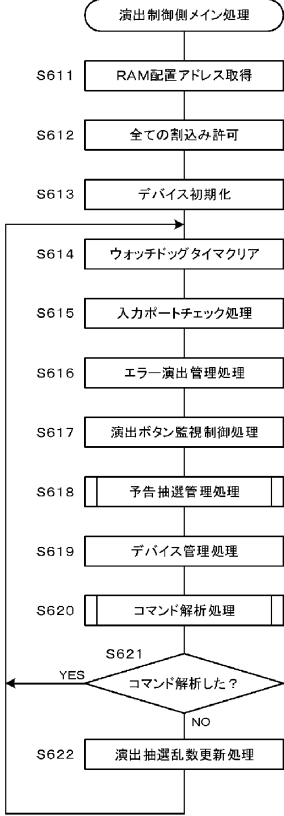 演出制御側メイン処理
S611 RAM配置アドレス取得
S612 全ての割込み許可
S613 デバイス初期化
S614 ウォッチドッグタイマクリア
S615 入力ポートチェック処理
S616 エラー演出管理処理
S617 演出ボタン監視制御処理
S618 予告抽選管理処理
S619 デバイス管理処理
S620 コマンド解析処理
S621
YES コマンド解析した？
NO
S622 演出抽選乱数更新処理